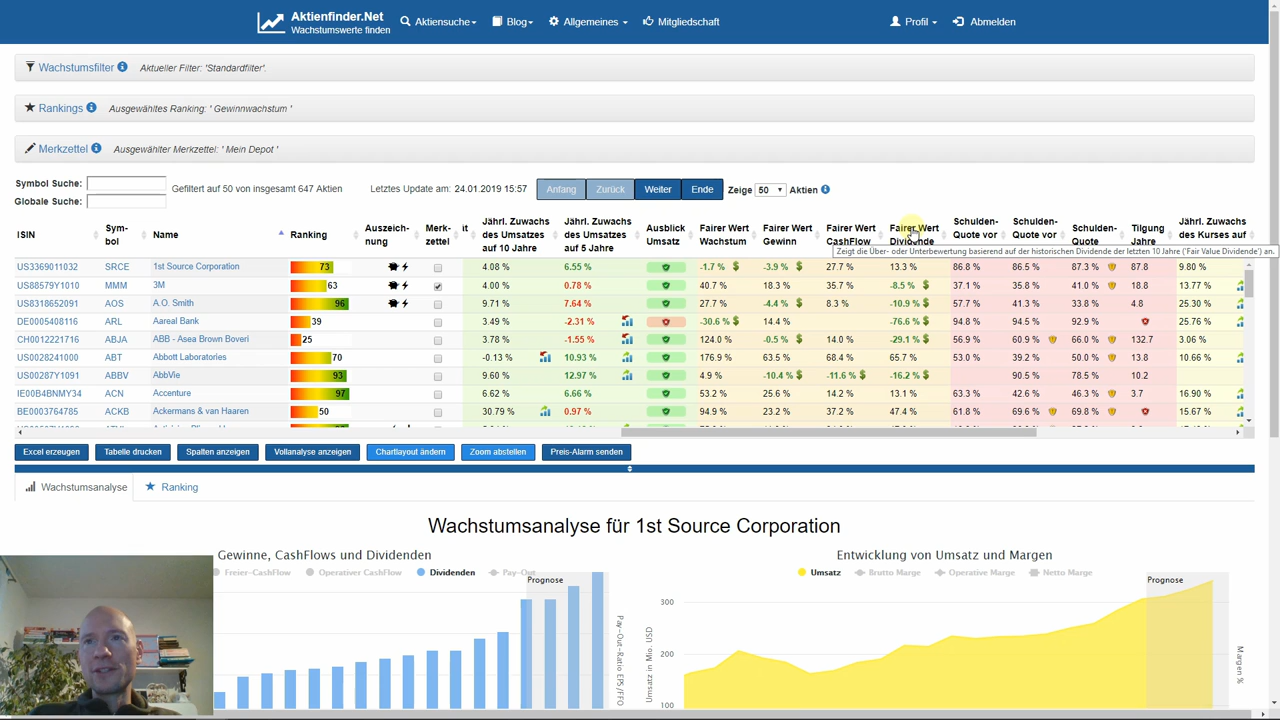 Aktienfinder.Net
Wachstumswerte finden
Aktiensuche
Blog
Allgemeines
Mitgliedschaft
Profil
Abmelden
Wachstumsfilter Aktueller Filter: 'Standardfilter'.
Rankings Ausgewähltes Ranking: ' Gewinnwachstum '
Merkzettel Ausgewählter Merkzettel: ' Mein Depot '
Symbol Suche:
Globale Suche:
Gefiltert auf 50 von insgesamt 647 Aktien
Letztes Update am: 24.01.2019 15:57
Anfang Zurück Weiter Ende Zeige 50 Aktien
ISIN
Sym-
bol
Name
Ranking
Auszeich-
nung
Merk-
zettel
it
Jährl. Zuwachs
des Umsatzes
auf 10 Jahre
Jährl. Zuwachs
des Umsatzes
auf 5 Jahre
Ausblick
Umsatz
Fairer Wert
Wachstum
Fairer Wert
Gewinn
Fairer Wert
CashFlow
Fairer Wert
Dividende
Schulden-
Quote vor
Schulden-
Quote vor
Schulden-
Quote
Tilgung
Jahre
Jährl. Zuwachs
des Kurses auf
Zeigt die Über- oder Unterbewertung basierend auf der historischen Dividende der letzten 10 Jahre ('Fair Value Dividende') an.
US3369011032 SRCE 1st Source Corporation 73 4.08 % 6.55 % -1.7 % -3.9 % 27.7 % 13.3 % 86.8 % 86.5 % 87.3 % 87.8 9.80 %
US88579Y1010 MMM 3M 63 4.00 % 0.78 % 40.7 % 18.3 % 35.7 % -8.5 % 37.1 % 35.8 % 41.0 % 18.8 13.77 %
US8318652091 AOS A.O. Smith 96 9.71 % 7.64 % 27.7 % -4.4 % 8.3 % -10.9 % 57.7 % 41.3 % 33.8 % 4.8 25.30 %
DE0005408116 ARL Aareal Bank 39 3.49 % -2.31 % -30.6 % 14.4 % -76.6 % 94.8 % 94.5 % 92.9 % 25.76 %
CH0012221716 ABJA ABB - Asea Brown Boveri 25 3.78 % -1.55 % 124.0 % -0.5 % 14.0 % -29.1 % 56.9 % 60.9 % 66.0 % 132.7 3.06 %
US0028241000 ABT Abbott Laboratories 70 -0.13 % 10.93 % 176.9 % 63.5 % 68.4 % 65.7 % 53.0 % 39.2 % 50.0 % 13.8 10.66 %
US00287Y1091 ABBV AbbVie 93 9.60 % 12.97 % 4.9 % -10.4 % -11.6 % -16.2 % 90.5 % 78.5 % 10.2
IE00B4BNMY34 ACN Accenture 97 6.62 % 6.66 % 56.6 % 25.6 % 14.2 % 13.1 % 63.3 % 42.6 % 46.3 % 3.7 16.90 %
BE0003764785 ACKB Ackermans & van Haaren 50 30.79 % 0.97 % 94.9 % 23.2 % 37.2 % 47.4 % 61.8 % 69.6 % 69.8 % 15.67 %
Excel erzeugen
Tabelle drucken
Spalten anzeigen
Vollanalyse anzeigen
Chartlayout ändern
Zoom abstellen
Preis-Alarm senden
Wachstumsanalyse
Ranking
Wachstumsanalyse für 1st Source Corporation
Gewinne, CashFlows und Dividenden
Freier-CashFlow Operativer CashFlow Dividenden Pay-Out
Prognose
Pay-Out-Ratio EPS /FFO
Entwicklung von Umsatz und Margen
Umsatz Brutto Marge Operative Marge Netto Marge
Prognose
300
200
100
Umsatz in Mio. USD
Margen %